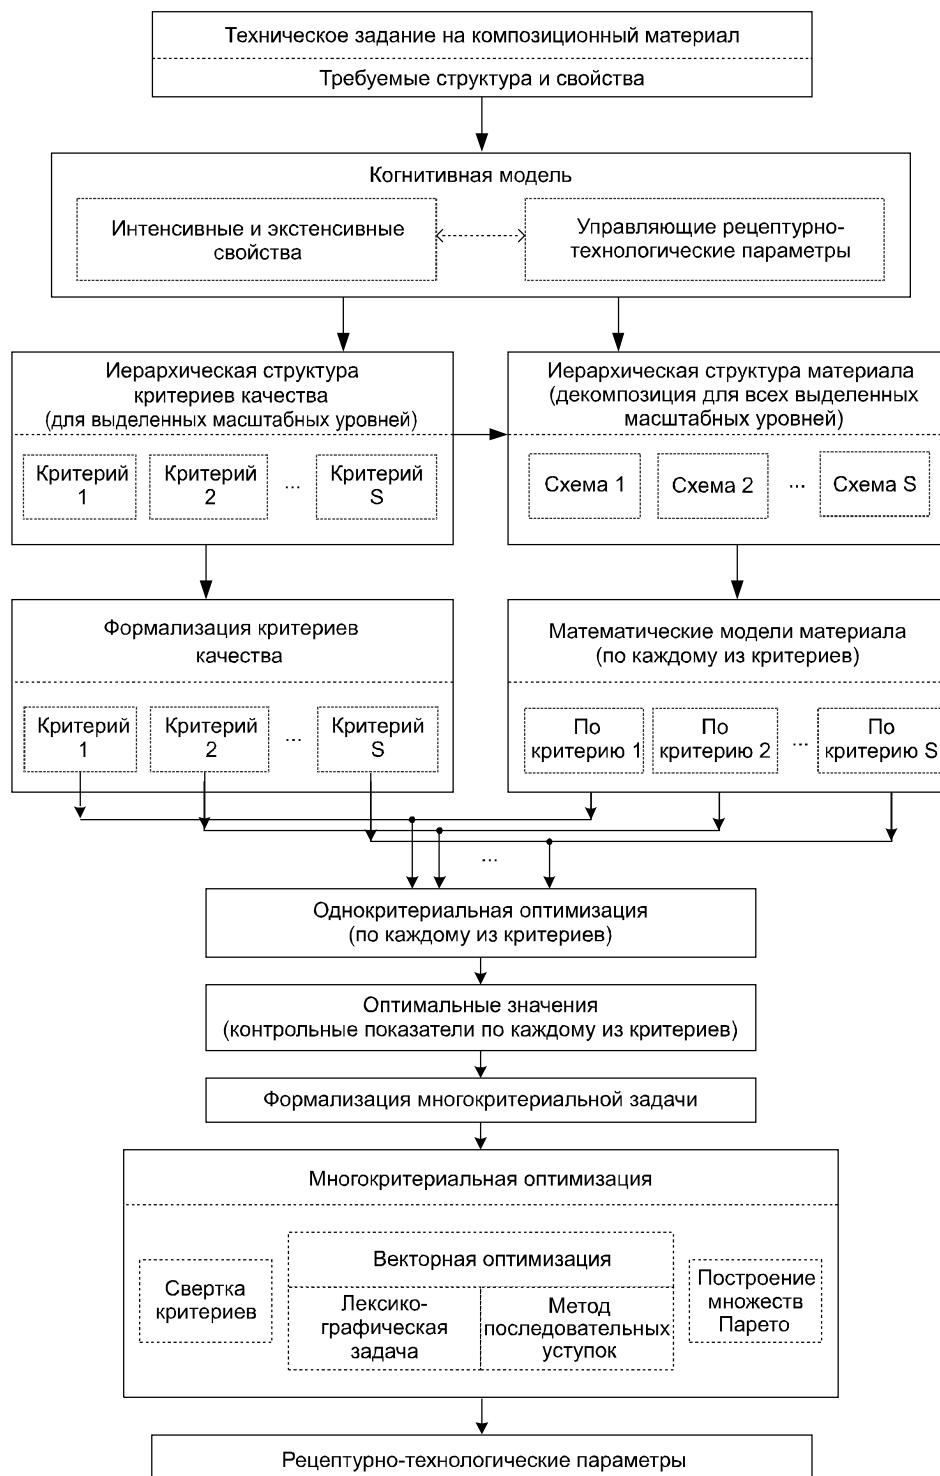 Техническое задание на композиционный материал
Требуемые структура и свойства
Когнитивная модель
Интенсивные и экстенсивные
свойства
Управляющие рецептурно-
технологические параметры
Иерархическая структура
критериев качества
(для выделенных масштабных уровней)
Критерий
1
Критерий
2
...
Критерий
S
Иерархическая структура материала
(декомпозиция для всех выделенных
масштабных уровней)
Схема 1
Схема 2
...
Схема S
Формализация критериев
качества
Критерий
1
Критерий
2
...
Критерий
S
Математические модели материала
(по каждому из критериев)
По
критерию 1
По
критерию 2
...
По
критерию S
...
Однокритериальная оптимизация
(по каждому из критериев)
Оптимальные значения
(контрольные показатели по каждому из критериев)
Формализация многокритериальной задачи
Многокритериальная оптимизация
Свертка
критериев
Векторная оптимизация
Лексико-
графическая
задача
Метод
последовательных
уступок
Построение
множеств
Парето
Рецептурно-технологические параметры